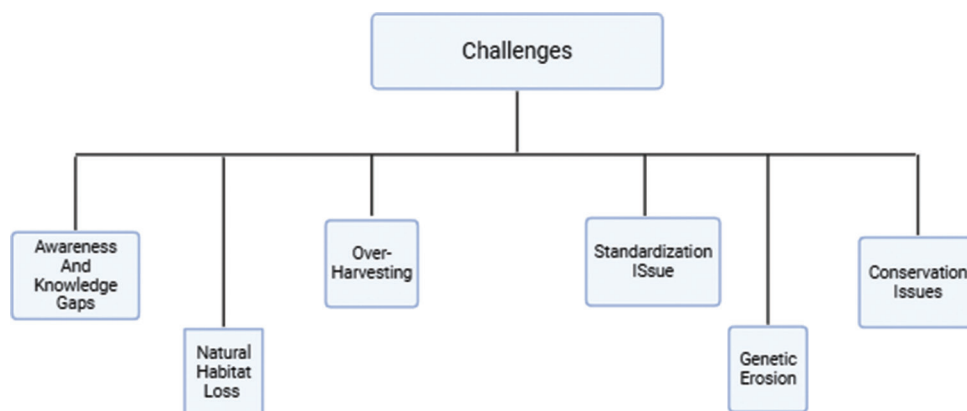 Challenges
Awareness
And
Knowledge
Gaps
Natural
Habitat
Loss
Over-
Harvesting
Standardization
ISsue
Genetic
Erosion
Conservation
Issues